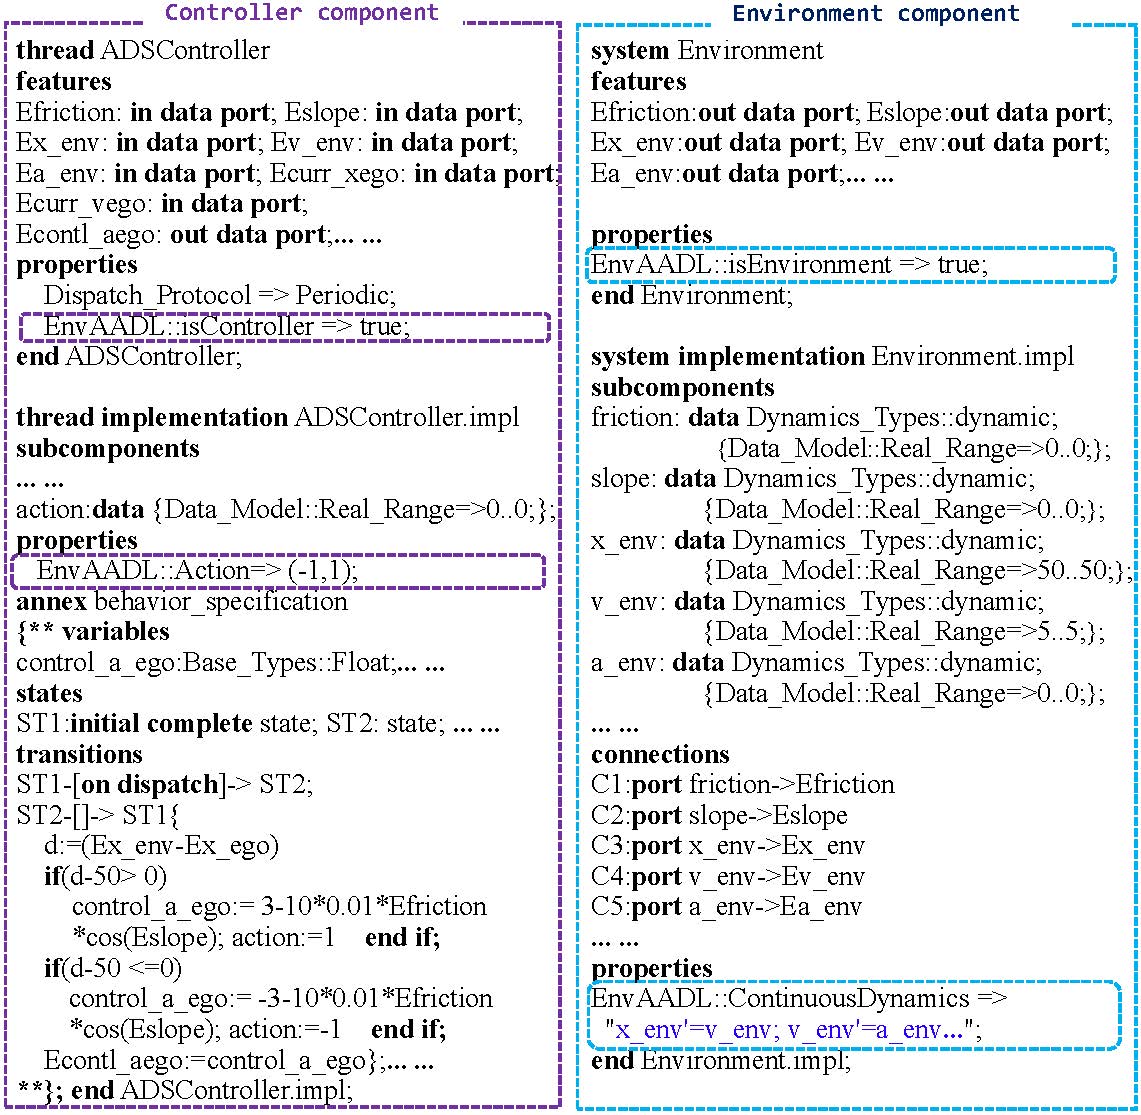 Controller component
thread ADSController
features
Efriction: in data port; Eslope: in data port;
Ex_env: in data port; Ev_env: in data port;
Ea_env: in data port; Ecurr_xego: in data port;
Ecurr_vego: in data port;
Econtl_aego: out data port;... ...
properties
Dispatch_Protocol => Periodic;
EnvAADL::isController => true;
end ADSController;
thread implementation ADSController.impl
subcomponents
... ...
action:data {Data_Model::Real_Range=>0..0;};
properties
EnvAADL::Action=> (-1,1);
annex behavior_specification
{** variables
control_a_ego:Base_Types::Float;... ...
states
ST1:initial complete state; ST2: state; ... ...
transitions
ST1-[on dispatch]-> ST2;
ST2-[]-> ST1{
d:=(Ex_env-Ex_ego)
if(d-50> 0)
control_a_ego:= 3-10*0.01*Efriction
*cos(Eslope); action:=1 end if;
if(d-50 <=0)
control_a_ego:= -3-10*0.01*Efriction
*cos(Eslope); action:=-1 end if;
Econtl_aego:=control_a_ego};... ...
**}; end ADSController.impl;
Environment component
system Environment
features
Efriction:out data port; Eslope:out data port;
Ex_env:out data port; Ev_env:out data port;
Ea_env:out data port;... ...
properties
EnvAADL::isEnvironment => true;
end Environment;
system implementation Environment.impl
subcomponents
friction: data Dynamics_Types::dynamic;
{Data_Model::Real_Range=>0..0;};
slope: data Dynamics_Types::dynamic;
{Data_Model::Real_Range=>0..0;};
x_env: data Dynamics_Types::dynamic;
{Data_Model::Real_Range=>50..50;};
v_env: data Dynamics_Types::dynamic;
{Data_Model::Real_Range=>5..5;};
a_env: data Dynamics_Types::dynamic;
{Data_Model::Real_Range=>0..0;};
... ...
connections
C1:port friction->Efriction
C2:port slope->Eslope
C3:port x_env->Ex_env
C4:port v_env->Ev_env
C5:port a_env->Ea_env
... ...
properties
EnvAADL::ContinuousDynamics =>
"x_env'=v_env; v_env'=a_env...";
end Environment.impl;